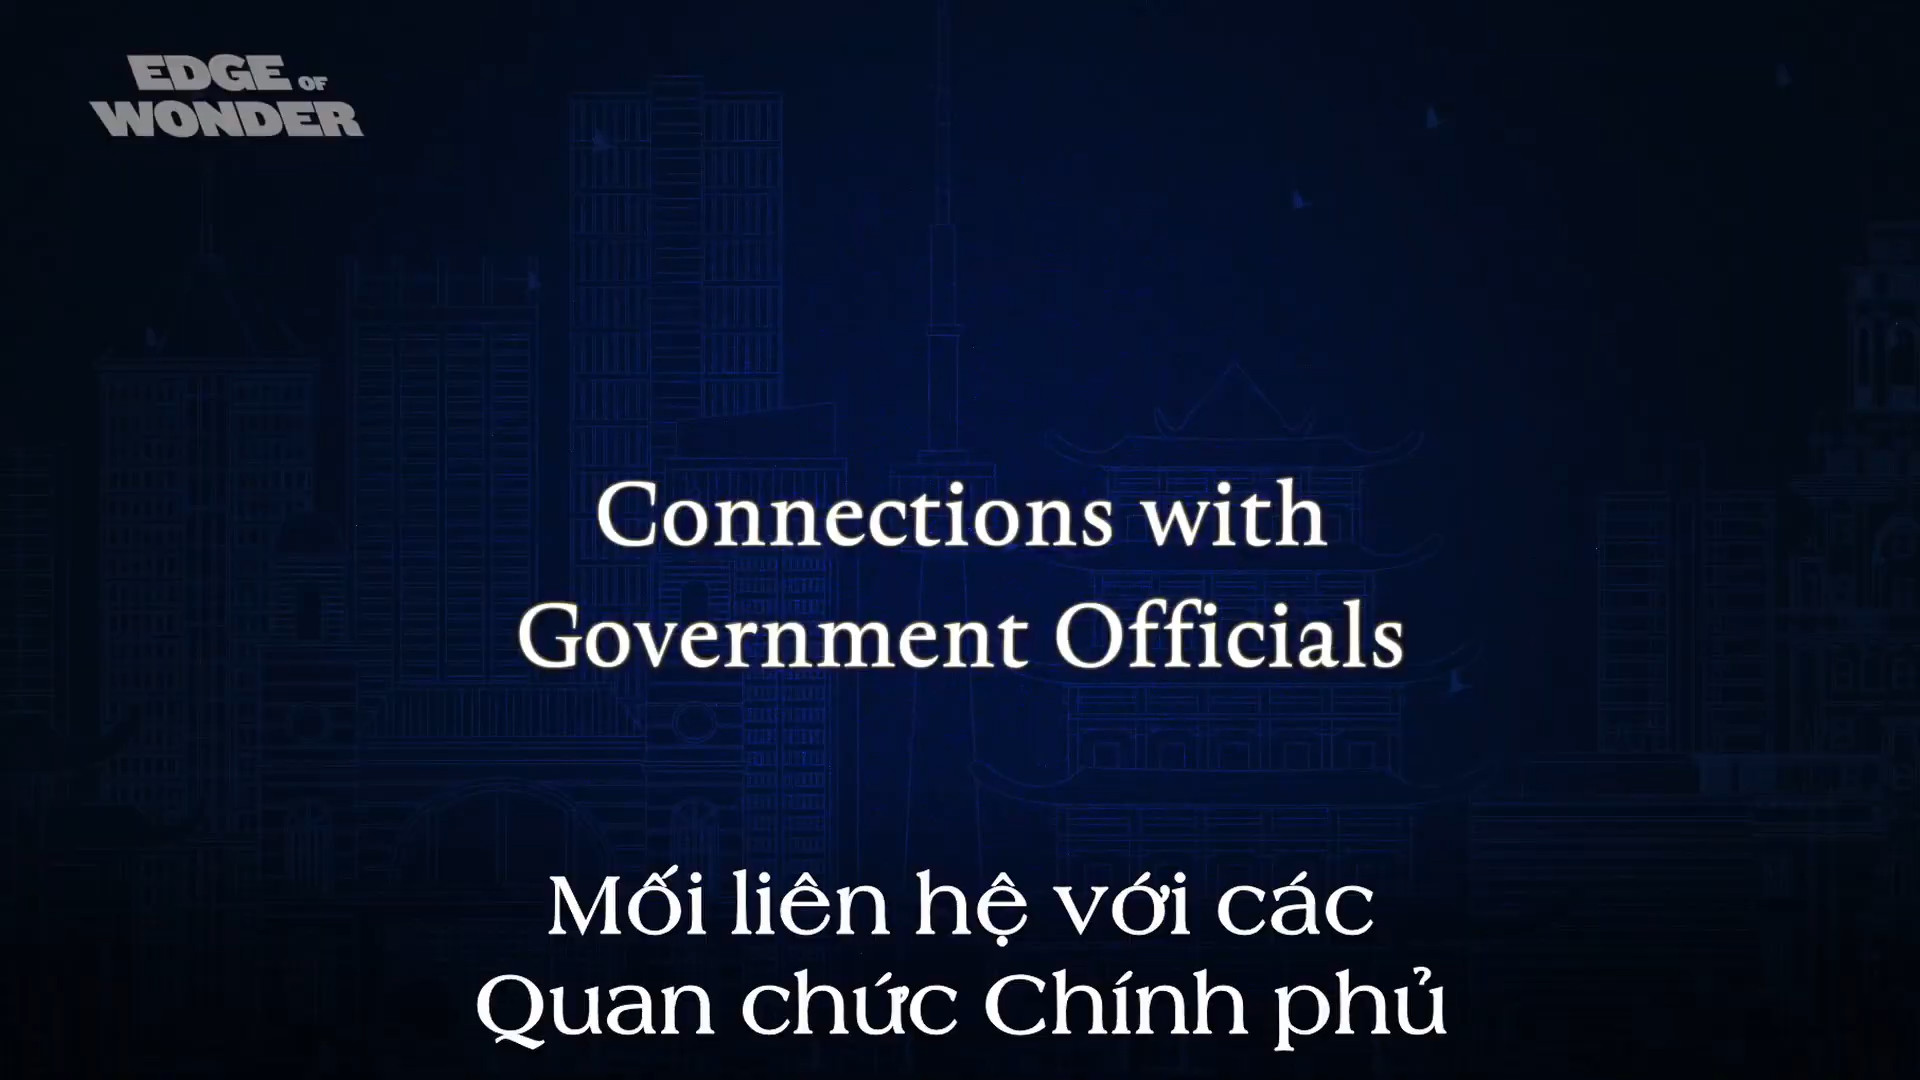 EDGE OF
WONDER
Connections with
Government Officials
Mối liên hệ với các
Quan chức Chính phủ